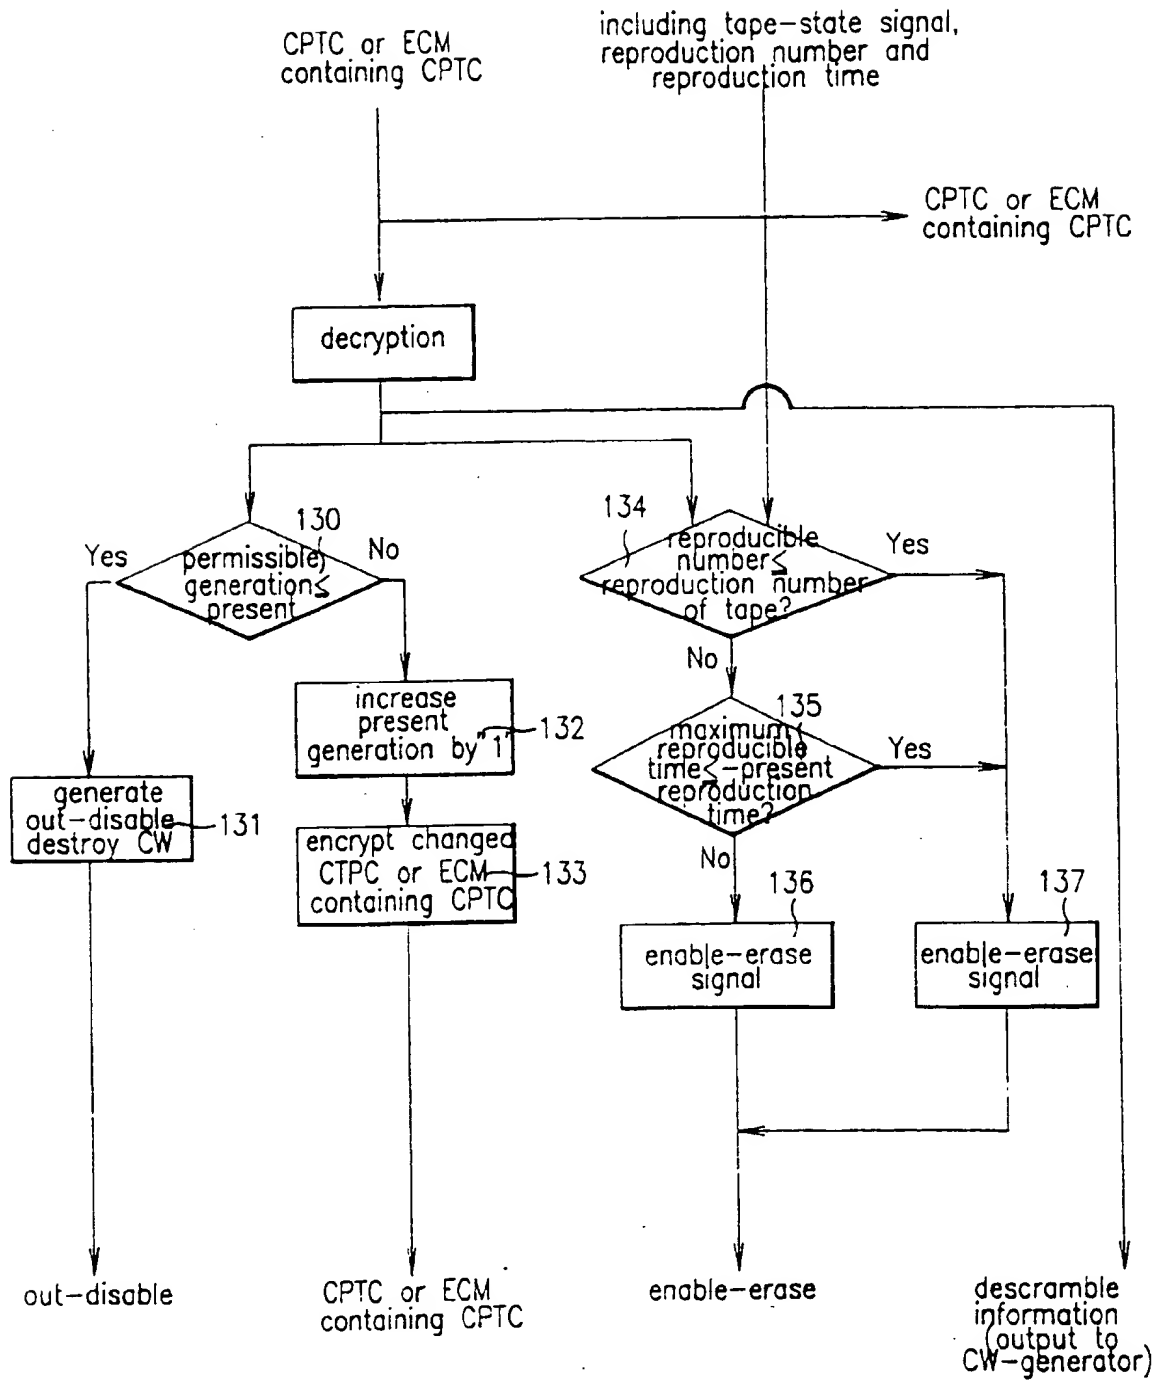 CPTC or ECM
containing CPTC
including tape-state signal,
reproduction number and
reproduction time
CPTC or ECM
containing CPTC
decryption
130
permissible
generation≤
present
Yes
No
134
reproducible
number≤
reproduction number
of tape?
Yes
No
increase
present
generation by "1"
132
135
maximum
reproducible
time≤-present
reproduction
time?
Yes
No
generate
out-disable
destroy CW
131
encrypt changed
CTPC or ECM
containing CPTC
133
136
enable-erase
signal
137
enable-erase
signal
out-disable
CPTC or ECM
containing CPTC
enable-erase
descramble
information
(output to
CW-generator)